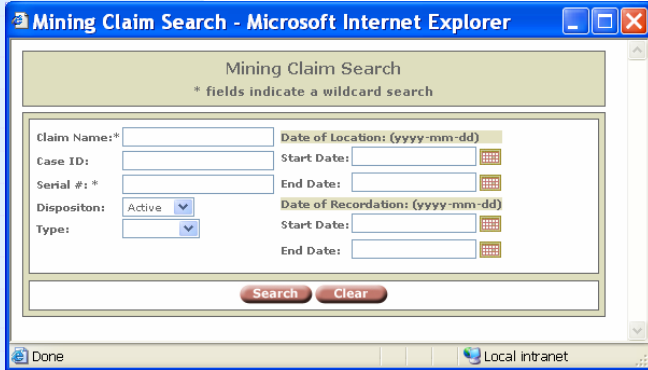 Mining Claim Search - Microsoft Internet Explorer
Mining Claim Search
* fields indicate a wildcard search
Claim Name:*
Case ID:
Serial #: *
Dispositon: Active
Type:
Date of Location: (yyyy-mm-dd)
Start Date:
End Date:
Date of Recordation: (yyyy-mm-dd)
Start Date:
End Date:
Search Clear
Done Local intranet